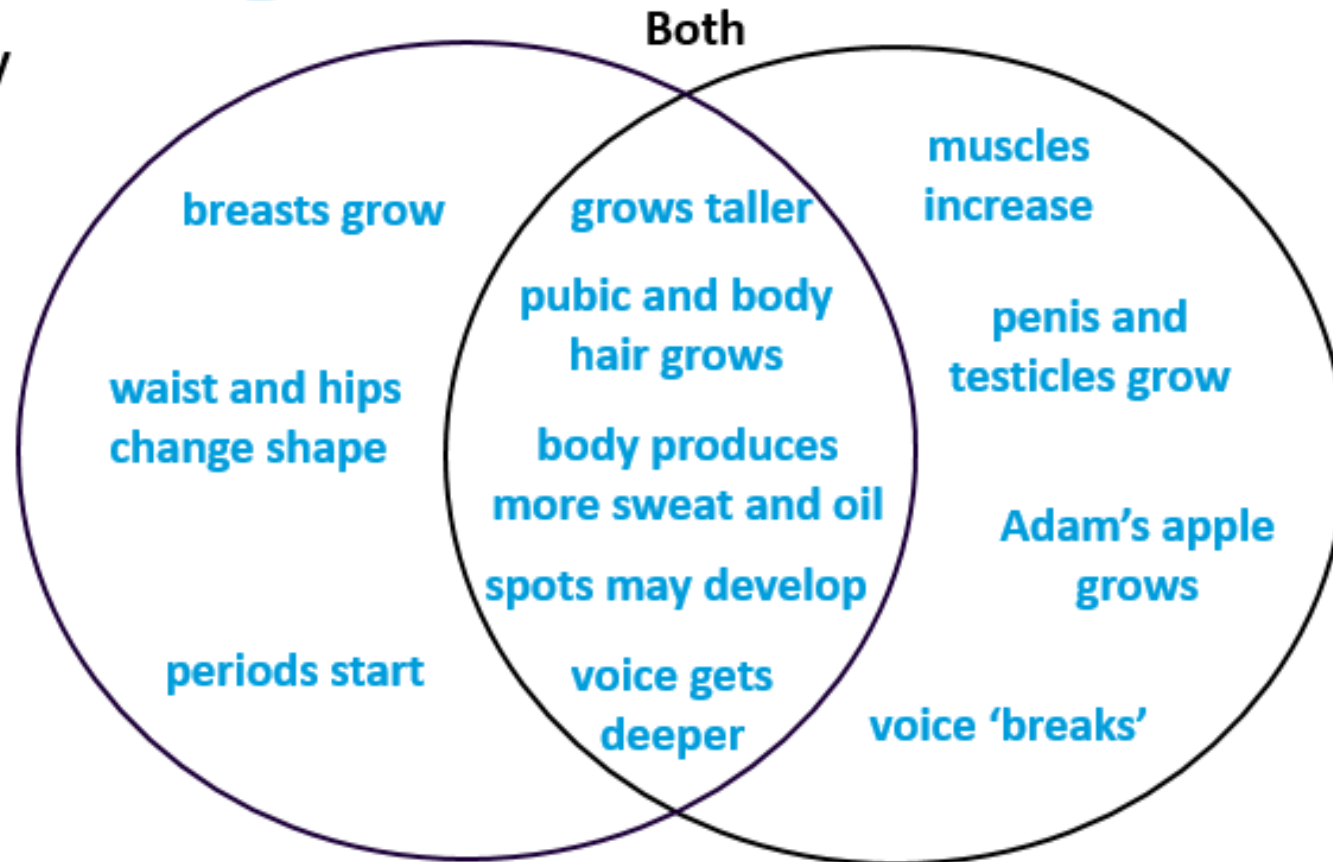 Both
y
breasts grow
waist and hips
change shape
periods start
grows taller
pubic and body
hair grows
body produces
more sweat and oil
spots may develop
voice gets
deeper
muscles
increase
penis and
testicles grow
Adam’s apple
grows
voice ‘breaks’